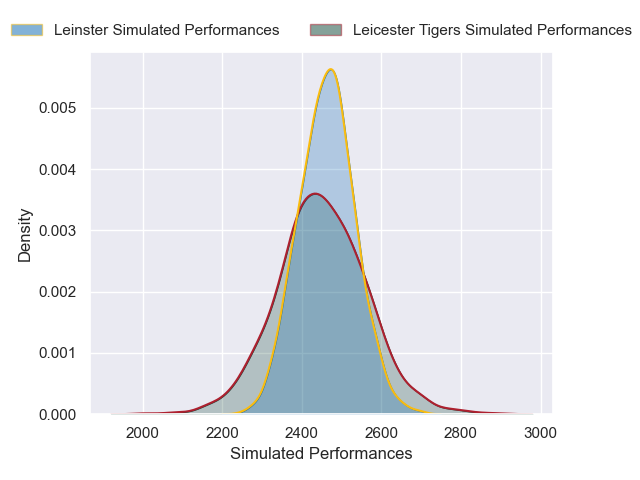 Leinster Simulated Performances
Leicester Tigers Simulated Performances
Density
0.005
0.004
0.003
0.002
0.001
0.000
2000 2200 2400 2600 2800 3000
Simulated Performances